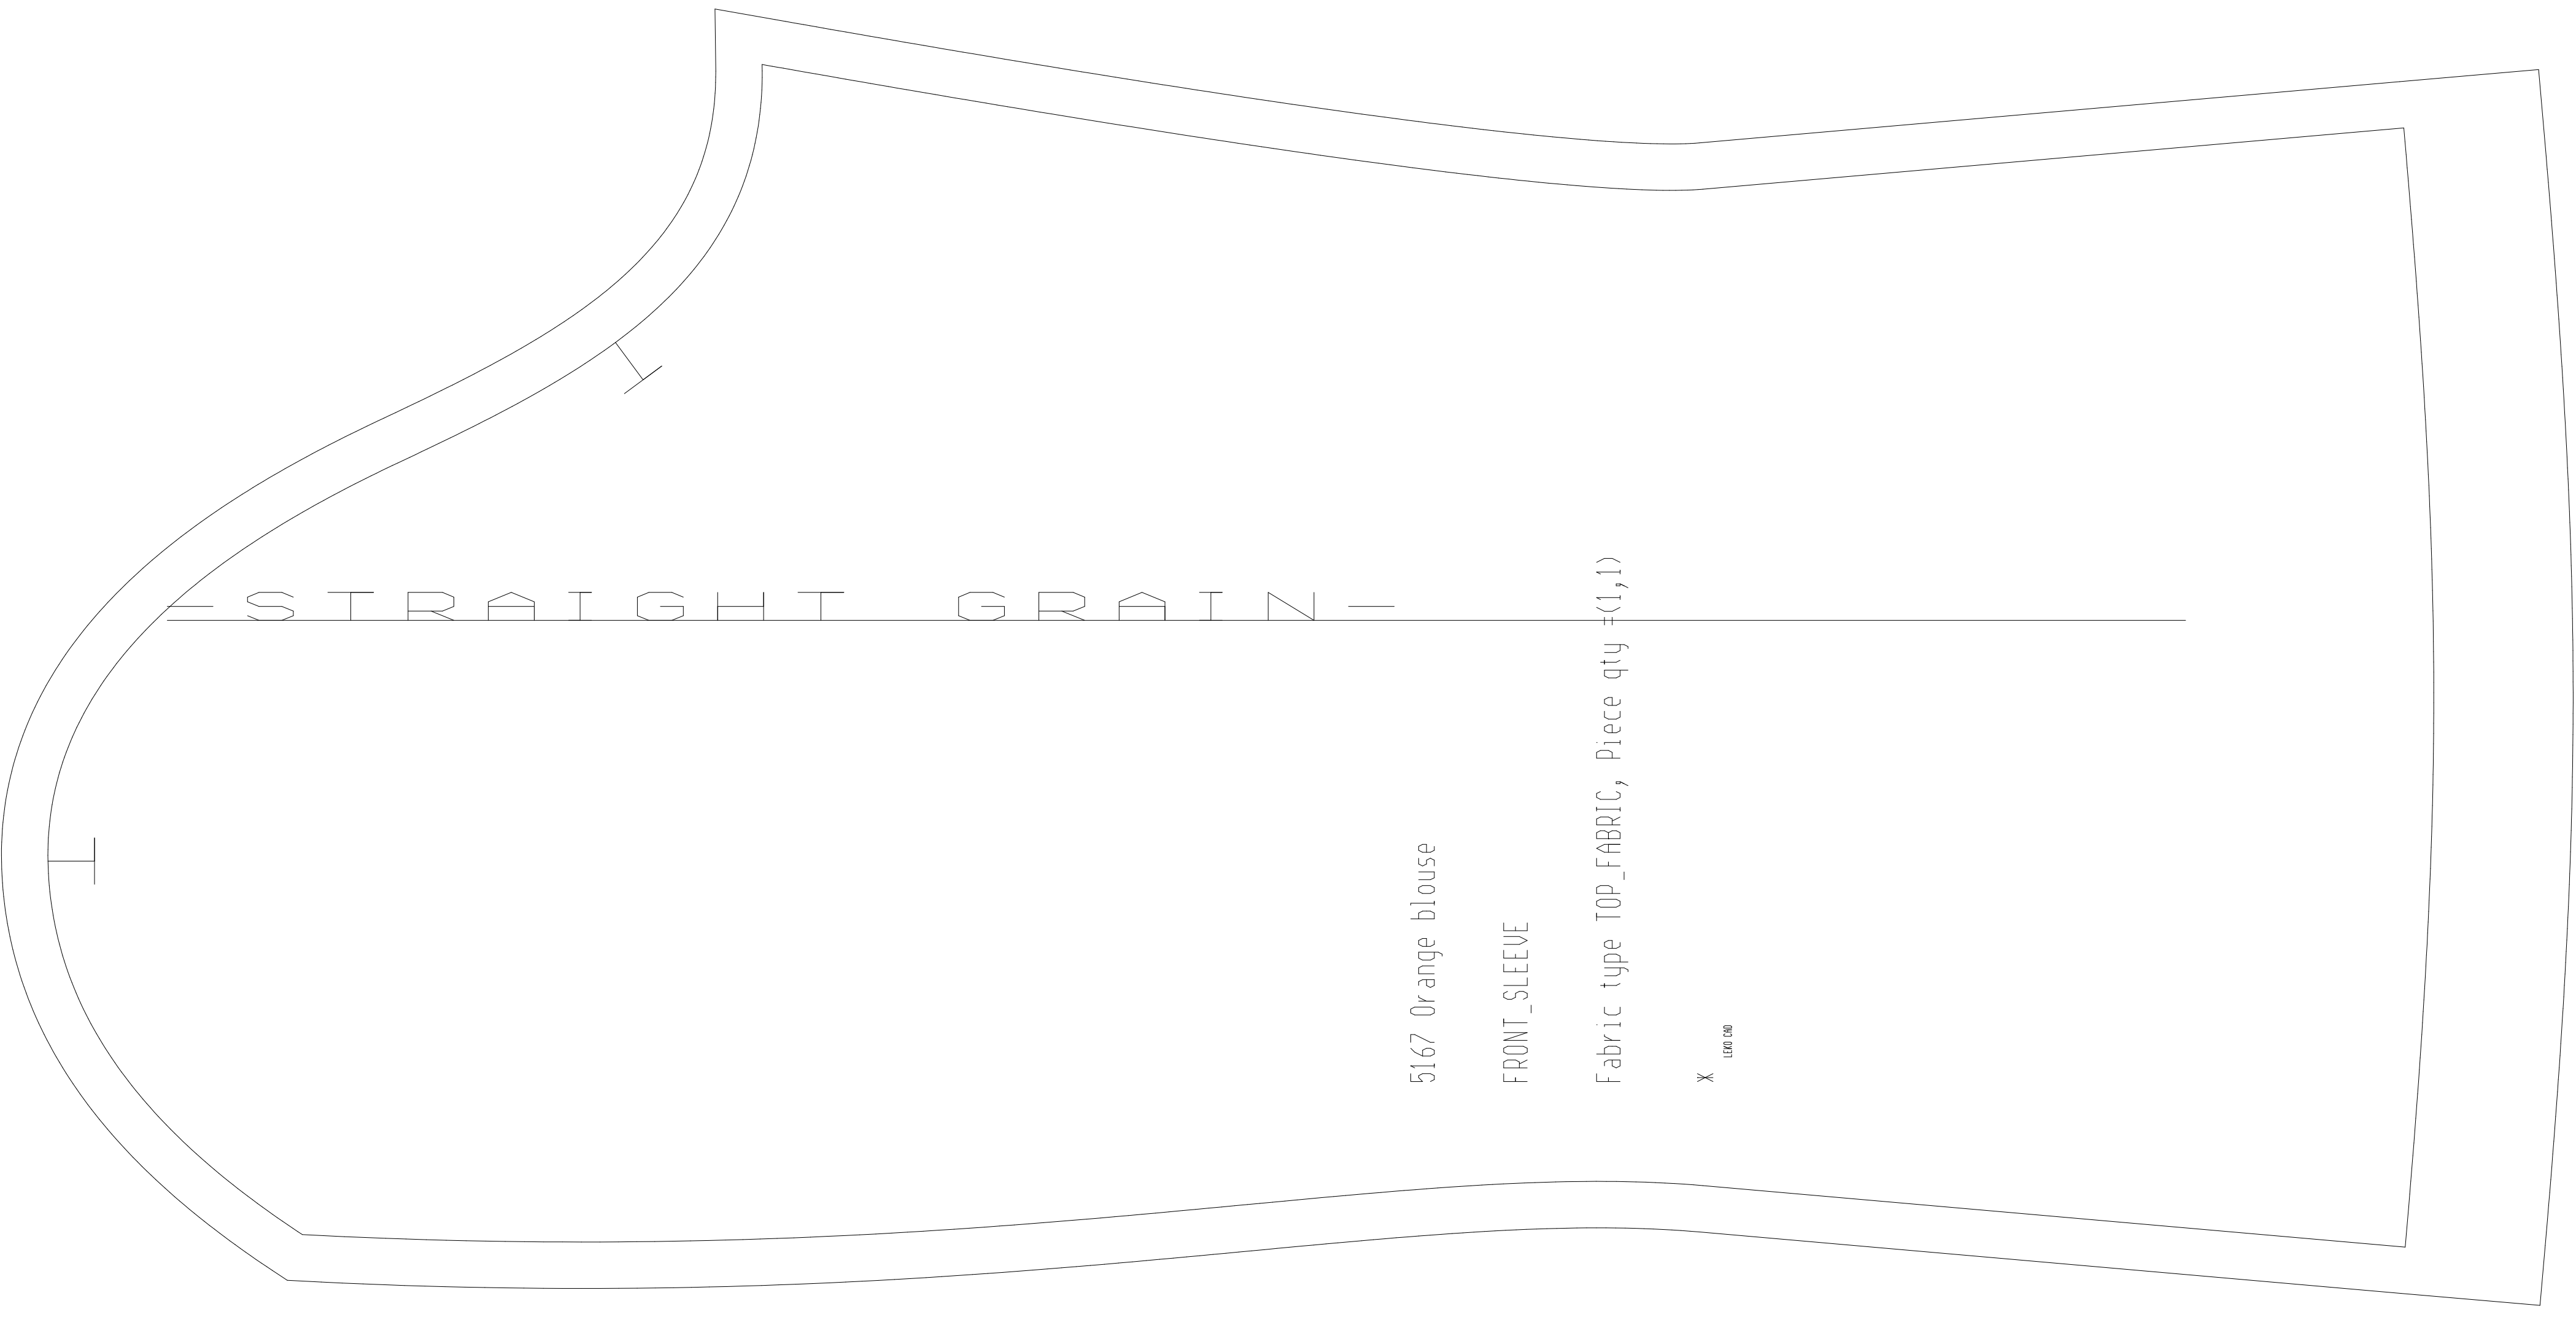 -STRAIGHT GRAIN-
5167 Orange blouse
FRONT_SLEEVE
Fabric type TOP_FABRIC, Piece qty =(1,1)
LEKO CAD